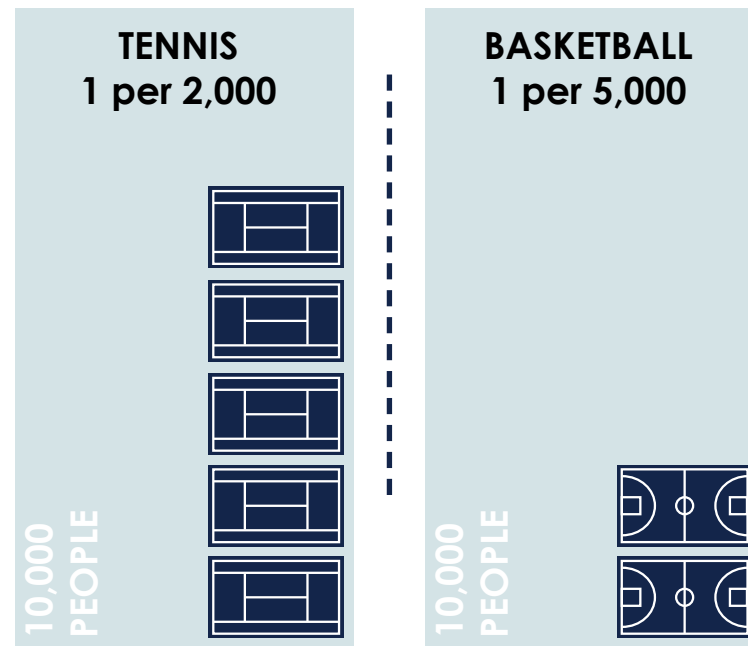 TENNIS
1 per 2,000
10,000
PEOPLE
BASKETBALL
1 per 5,000
10,000
PEOPLE